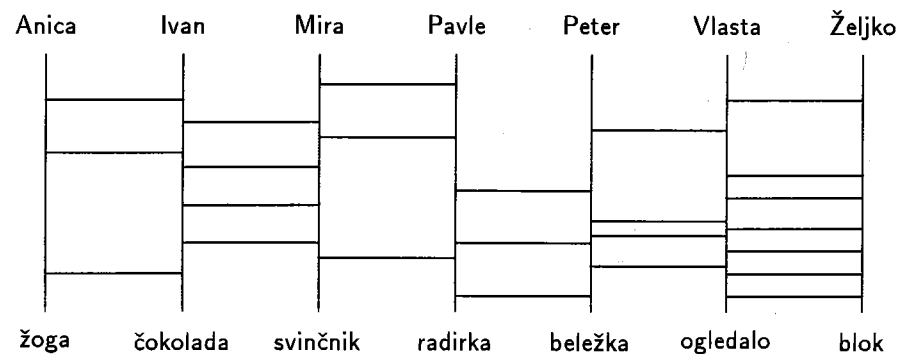 Anica Ivan Mira Pavle Peter Vlasta Željko
žoga čokolada svinčnik radirka beležka ogledalo blok